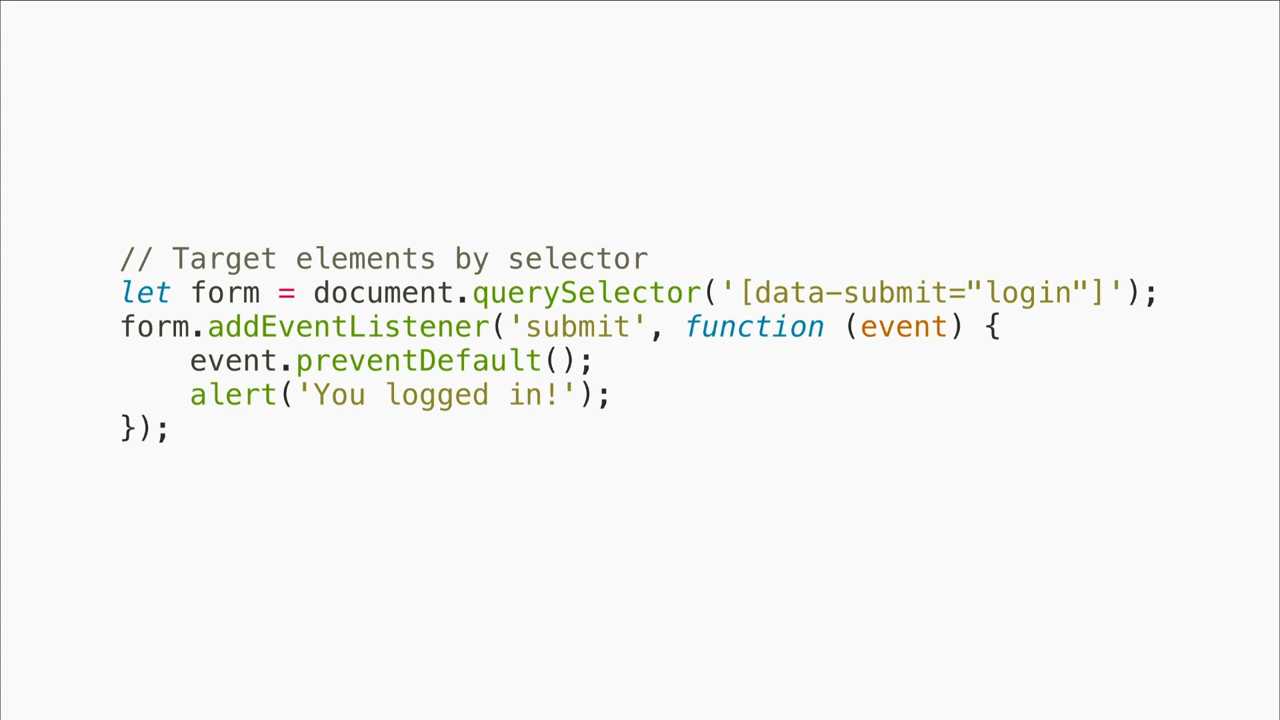 // Target elements by selector
let form = document.querySelector('[data-submit="login"]');
form.addEventListener('submit', function (event) {
    event.preventDefault();
    alert('You logged in!');
});